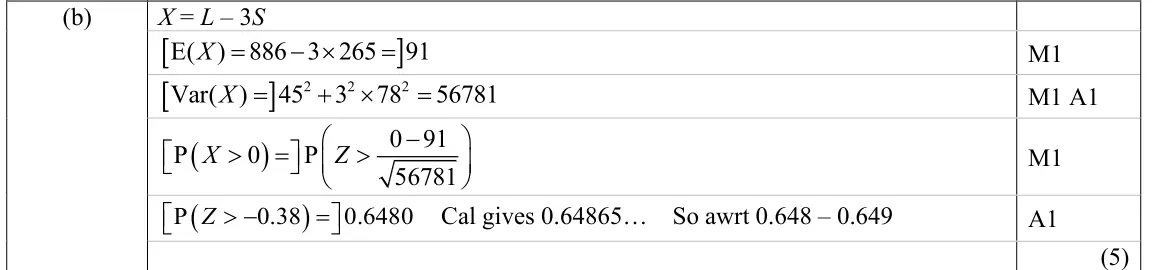 (b) X = L – 3S
[E(X) = 886 − 3×265 =]91 M1
[Var(X) =]45² + 3² × 78² = 56781 M1 A1
[P(X > 0) =]P(Z > (0 − 91)/√56781) M1
[P(Z > −0.38) =]0.6480 Cal gives 0.64865… So awrt 0.648 – 0.649 A1
(5)